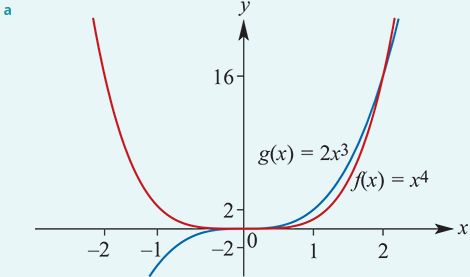 a
y
16
g(x) = 2x³
f(x) = x⁴
2
−2
−1
−2
0
1
2
x